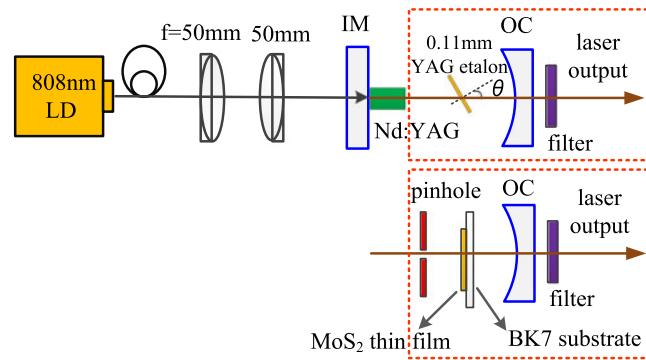 IM
OC
f=50mm
50mm
0.11mm
YAG etalon
θ
laser
output
808nm
LD
Nd:YAG
filter
pinhole
OC
laser
output
filter
MoS₂ thin film
BK7 substrate